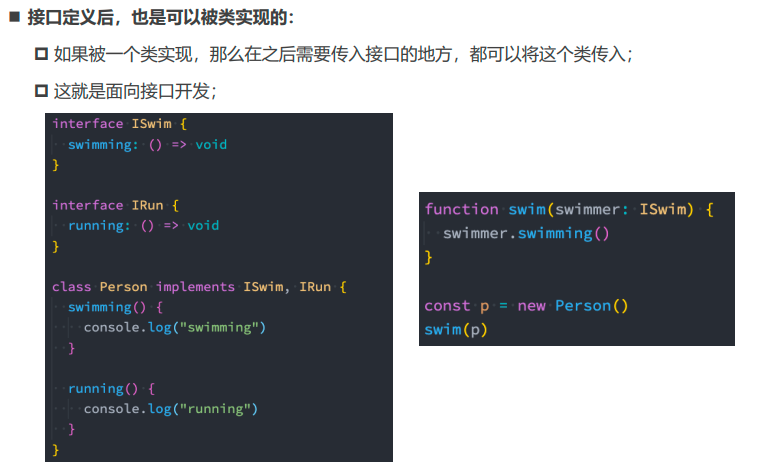 接口定义后，也是可以被类实现的：
如果被一个类实现，那么在之后需要传入接口的地方，都可以将这个类传入；
这就是面向接口开发；
interface ISwim {
  swimming: () => void
}

interface IRun {
  running: () => void
}

class Person implements ISwim, IRun {
  swimming() {
    console.log("swimming")
  }

  running() {
    console.log("running")
  }
}

function swim(swimmer: ISwim) {
  swimmer.swimming()
}

const p = new Person()
swim(p)